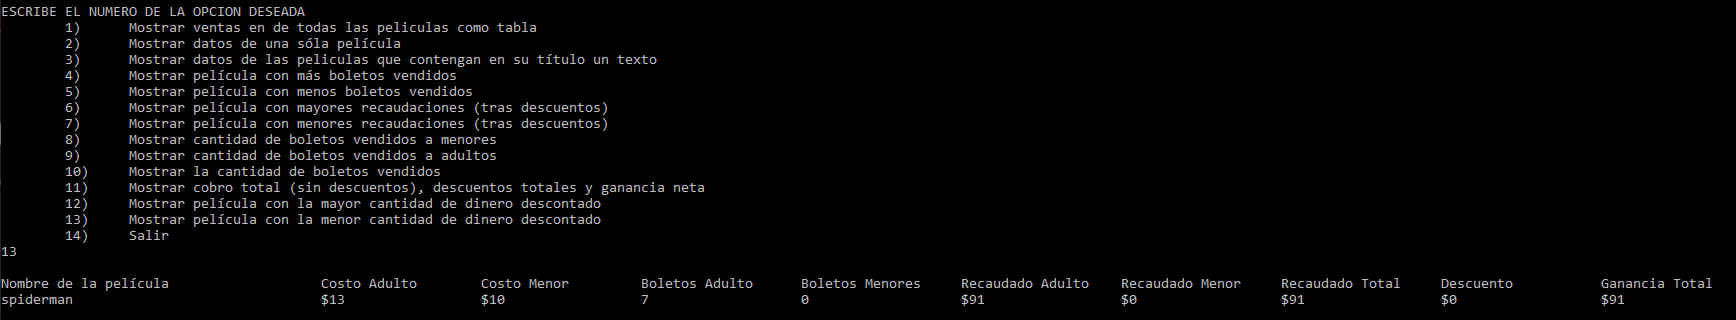 ESCRIBE EL NUMERO DE LA OPCION DESEADA
1) Mostrar ventas en de todas las peliculas como tabla
2) Mostrar datos de una sóla película
3) Mostrar datos de las peliculas que contengan en su título un texto
4) Mostrar película con más boletos vendidos
5) Mostrar película con menos boletos vendidos
6) Mostrar película con mayores recaudaciones (tras descuentos)
7) Mostrar película con menores recaudaciones (tras descuentos)
8) Mostrar cantidad de boletos vendidos a menores
9) Mostrar cantidad de boletos vendidos a adultos
10) Mostrar la cantidad de boletos vendidos
11) Mostrar cobro total (sin descuentos), descuentos totales y ganancia neta
12) Mostrar película con la mayor cantidad de dinero descontado
13) Mostrar película con la menor cantidad de dinero descontado
14) Salir
13
Nombre de la película Costo Adulto Costo Menor Boletos Adulto Boletos Menores Recaudado Adulto Recaudado Menor Recaudado Total Descuento Ganancia Total
spiderman $13 $10 7 0 $91 $0 $91 $0 $91